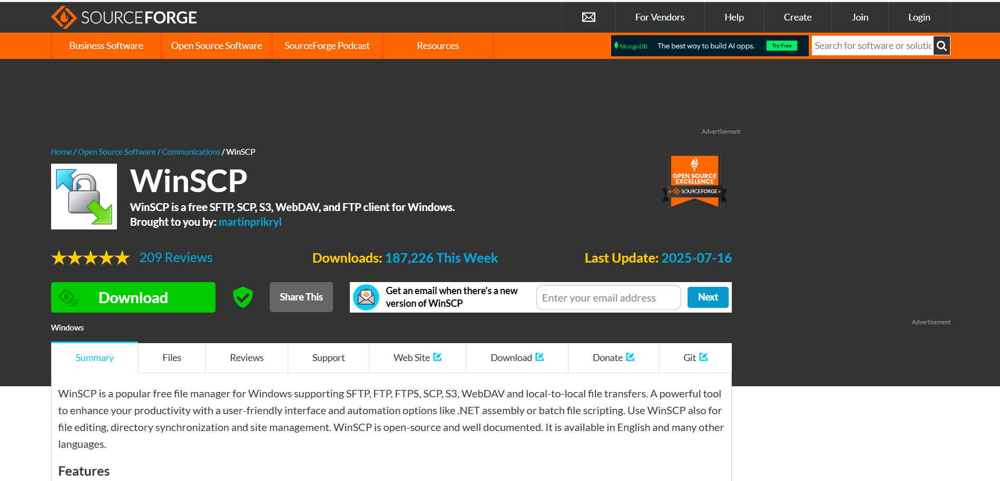 SOURCEFORGE
For Vendors
Help
Create
Join
Login
Business Software
Open Source Software
SourceForge Podcast
Resources
MongoDB. The best way to build AI apps. Try Free
Search for software or solutic
Advertisement
Home / Open Source Software / Communications / WinSCP
OPEN SOURCE
EXCELLENCE
SOURCEFORGE
WinSCP
WinSCP is a free SFTP, SCP, S3, WebDAV, and FTP client for Windows.
Brought to you by: martinprikryl
209 Reviews
Downloads: 187,226 This Week
Last Update: 2025-07-16
SF
Download
Share This
Get an email when there's a new
version of WinSCP
Enter your email address
Next
Advertisement
Windows
Summary
Files
Reviews
Support
Web Site
Download
Donate
Git
WinSCP is a popular free file manager for Windows supporting SFTP, FTP, FTPS, SCP, S3, WebDAV and local-to-local file transfers. A powerful tool
to enhance your productivity with a user-friendly interface and automation options like .NET assembly or batch file scripting. Use WinSCP also for
file editing, directory synchronization and site management. WinSCP is open-source and well documented. It is available in English and many other
languages.
Features